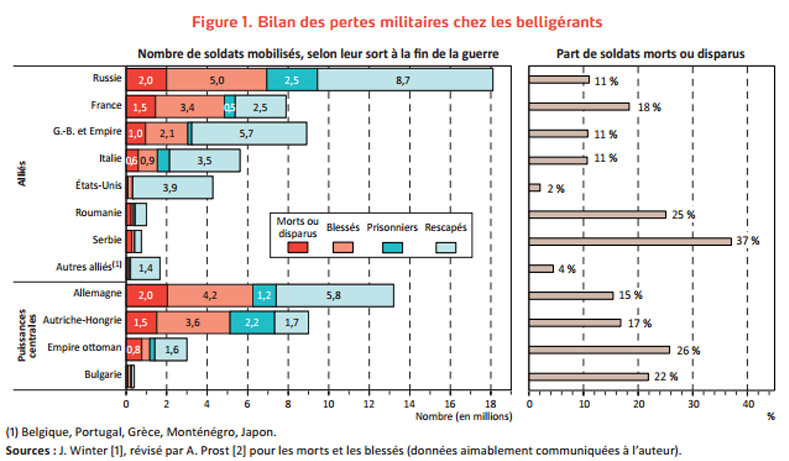 Figure 1. Bilan des pertes militaires chez les belligérants
Nombre de soldats mobilisés, selon leur sort à la fin de la guerre
Part de soldats morts ou disparus
Alliés
Russie 2,0 5,0 2,5 8,7 11 %
France 1,5 3,4 0,5 2,5 18 %
G.-B. et Empire 1,0 2,1 5,7 11 %
Italie 0,6 0,9 3,5 11 %
États-Unis 3,9 2 %
Roumanie 25 %
Serbie 37 %
Autres alliés(1) 1,4 4 %
Morts ou disparus Blessés Prisonniers Rescapés
Puissances centrales
Allemagne 2,0 4,2 1,2 5,8 15 %
Autriche-Hongrie 1,5 3,6 2,2 1,7 17 %
Empire ottoman 0,8 1,6 26 %
Bulgarie 22 %
0 2 4 6 8 10 12 14 16 18
Nombre (en millions)
0 10 20 30 40
%
(1) Belgique, Portugal, Grèce, Monténégro, Japon.
Sources : J. Winter [1], révisé par A. Prost [2] pour les morts et les blessés (données aimablement communiquées à l'auteur).